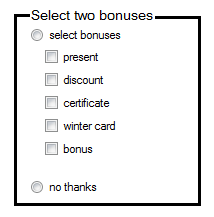 Select two bonuses
select bonuses
present
discount
certificate
winter card
bonus
no thanks